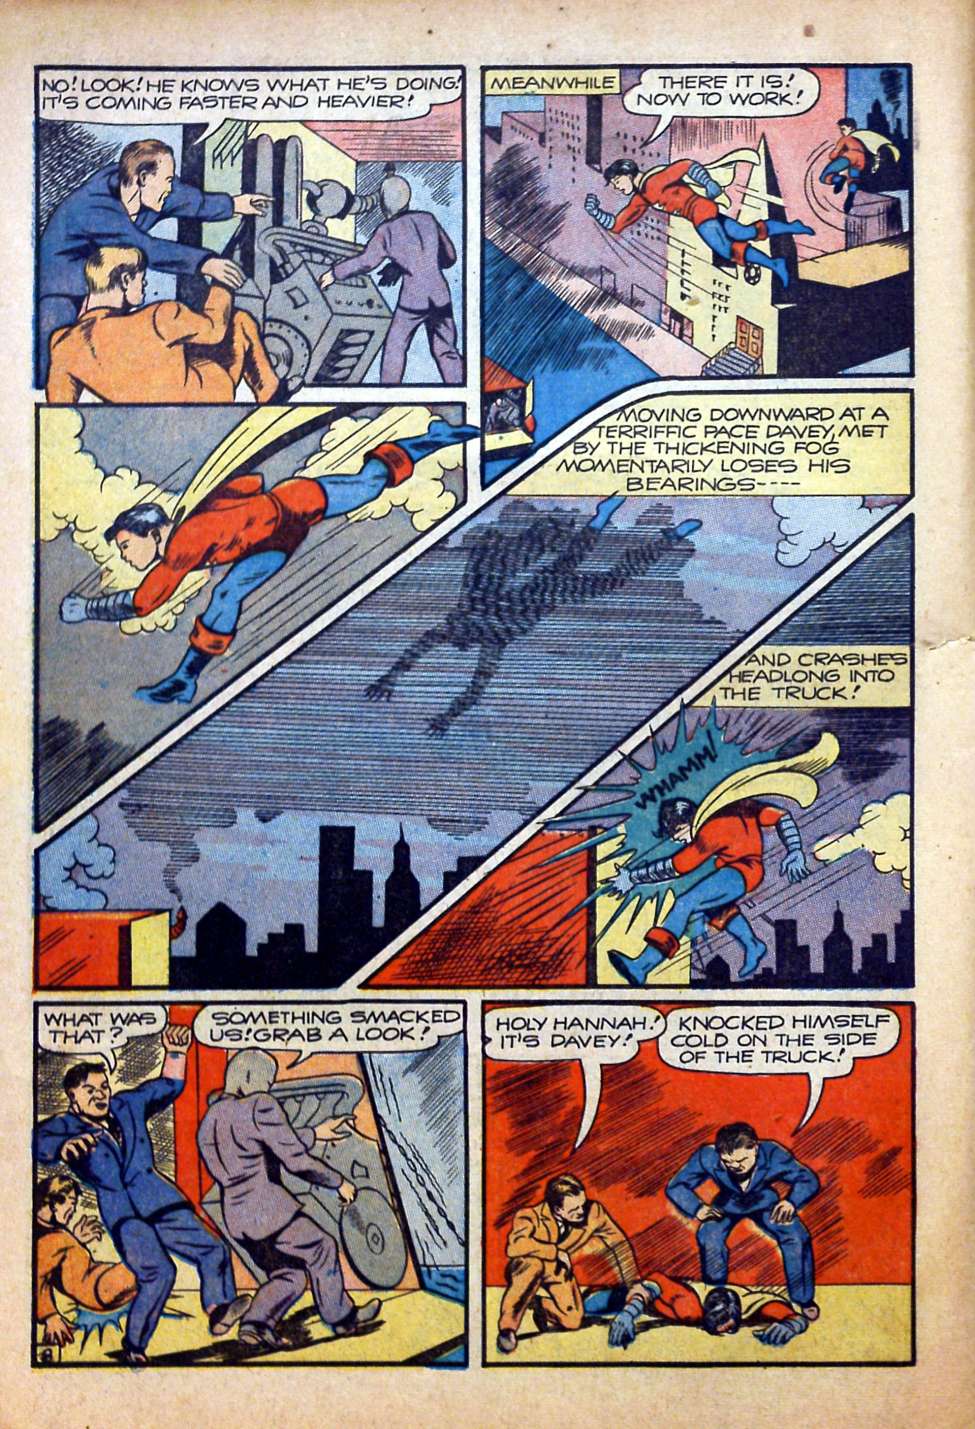 NO! LOOK! HE KNOWS WHAT HE'S DOING!
IT'S COMING FASTER AND HEAVIER!
MEANWHILE
THERE IT IS!
NOW TO WORK!
MOVING DOWNWARD AT A
TERRIFFIC PACE DAVEY, MET
BY THE THICKENING FOG
MOMENTARILY LOSES HIS
BEARINGS----
AND CRASHES
HEADLONG INTO
THE TRUCK!
WHAMM!
WHAT WAS
THAT?
SOMETHING SMACKED
US! GRAB A LOOK!
8
HOLY HANNAH!
IT'S DAVEY!
KNOCKED HIMSELF
COLD ON THE SIDE
OF THE TRUCK!